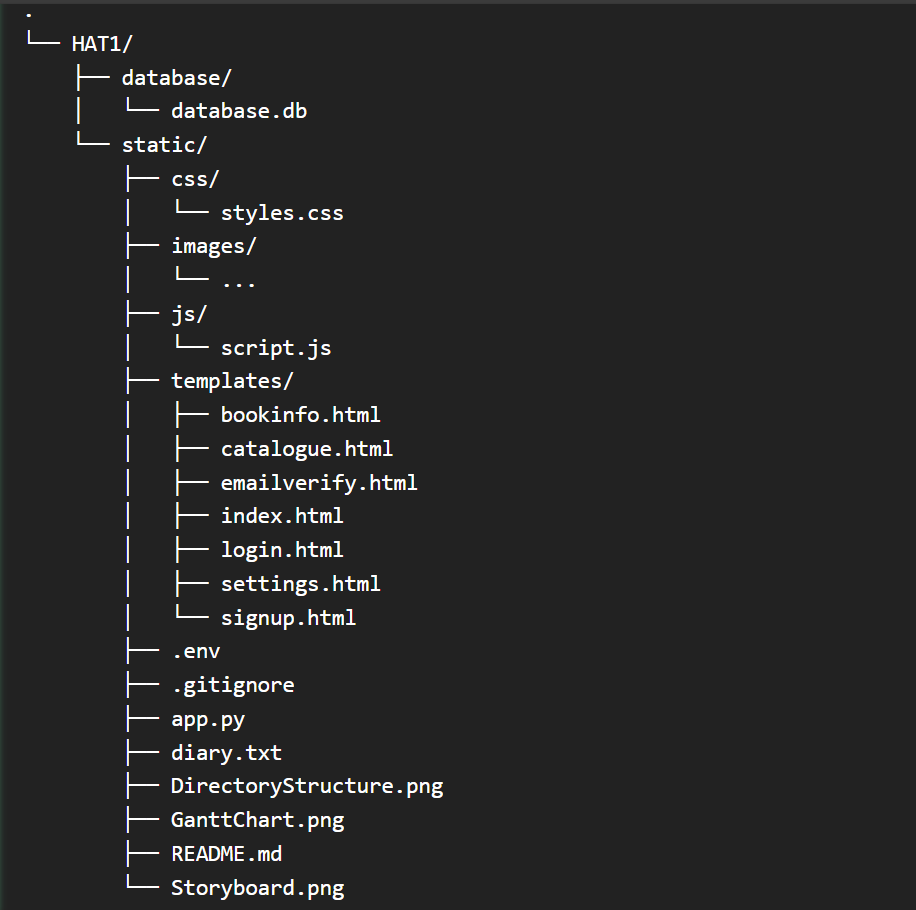 .
└── HAT1/
    ├── database/
    │   └── database.db
    └── static/
        ├── css/
        │   └── styles.css
        ├── images/
        │   └── ...
        ├── js/
        │   └── script.js
        ├── templates/
        │   ├── bookinfo.html
        │   ├── catalogue.html
        │   ├── emailverify.html
        │   ├── index.html
        │   ├── login.html
        │   ├── settings.html
        │   └── signup.html
        ├── .env
        ├── .gitignore
        ├── app.py
        ├── diary.txt
        ├── DirectoryStructure.png
        ├── GanttChart.png
        ├── README.md
        └── Storyboard.png